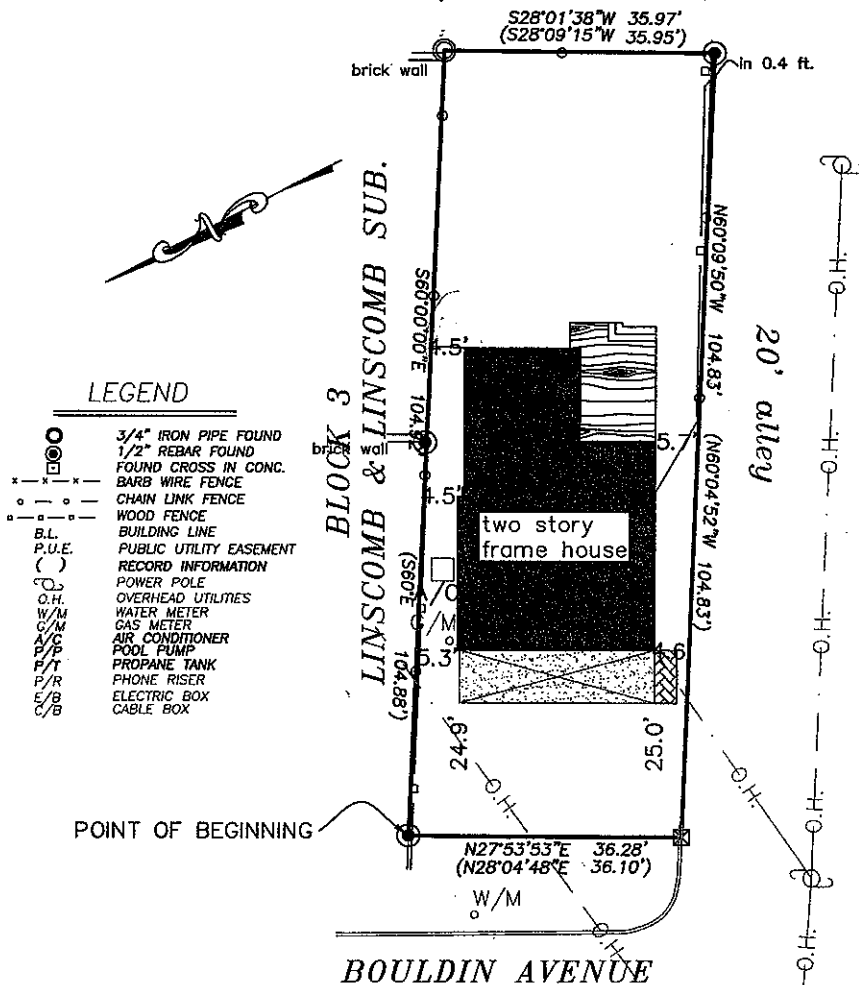 S28°01'38"W 35.97'
(S28°09'15"W 35.95')
brick wall
in 0.4 ft.
N
BLOCK 3
LINSCOMB & LINSCOMB SUB.
S60°00'00"E
(S60°E 104.88')
N60°09'50"W 104.83'
(N60°04'52"W 104.83')
20' alley
O.H.
O.H.
O.H.
O.H.
O.H.
O.H.
4.5'
brick wall
5.7'
4.5'
two story
frame house
A/C
G/M
5.3'
4.6
24.9'
25.0'
LEGEND
3/4" IRON PIPE FOUND
1/2" REBAR FOUND
FOUND CROSS IN CONC.
BARB WIRE FENCE
CHAIN LINK FENCE
WOOD FENCE
B.L. BUILDING LINE
P.U.E. PUBLIC UTILITY EASEMENT
( ) RECORD INFORMATION
POWER POLE
O.H. OVERHEAD UTILITIES
W/M WATER METER
G/M GAS METER
A/C AIR CONDITIONER
P/P POOL PUMP
P/T PROPANE TANK
P/R PHONE RISER
E/B ELECTRIC BOX
C/B CABLE BOX
POINT OF BEGINNING
N27°53'53"E 36.28'
(N28°04'48"E 36.10')
W/M
O.H.
O.H.
O.H.
BOULDIN AVENUE